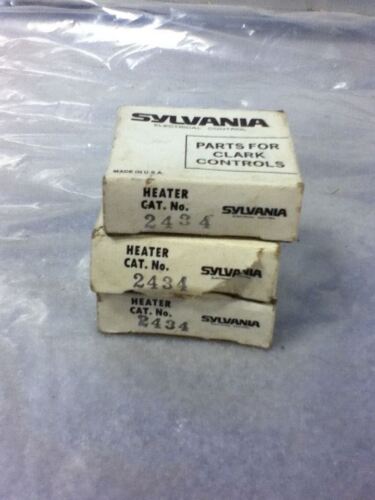 SYLVANIA
ELECTRICAL CONTROL
PARTS FOR
CLARK
CONTROLS
MADE IN U.S.A.
HEATER
CAT. No.
2434
SYLVANIA
HEATER
CAT. No.
2434
SYLVANIA
HEATER
CAT. No.
2434
SYLVANIA